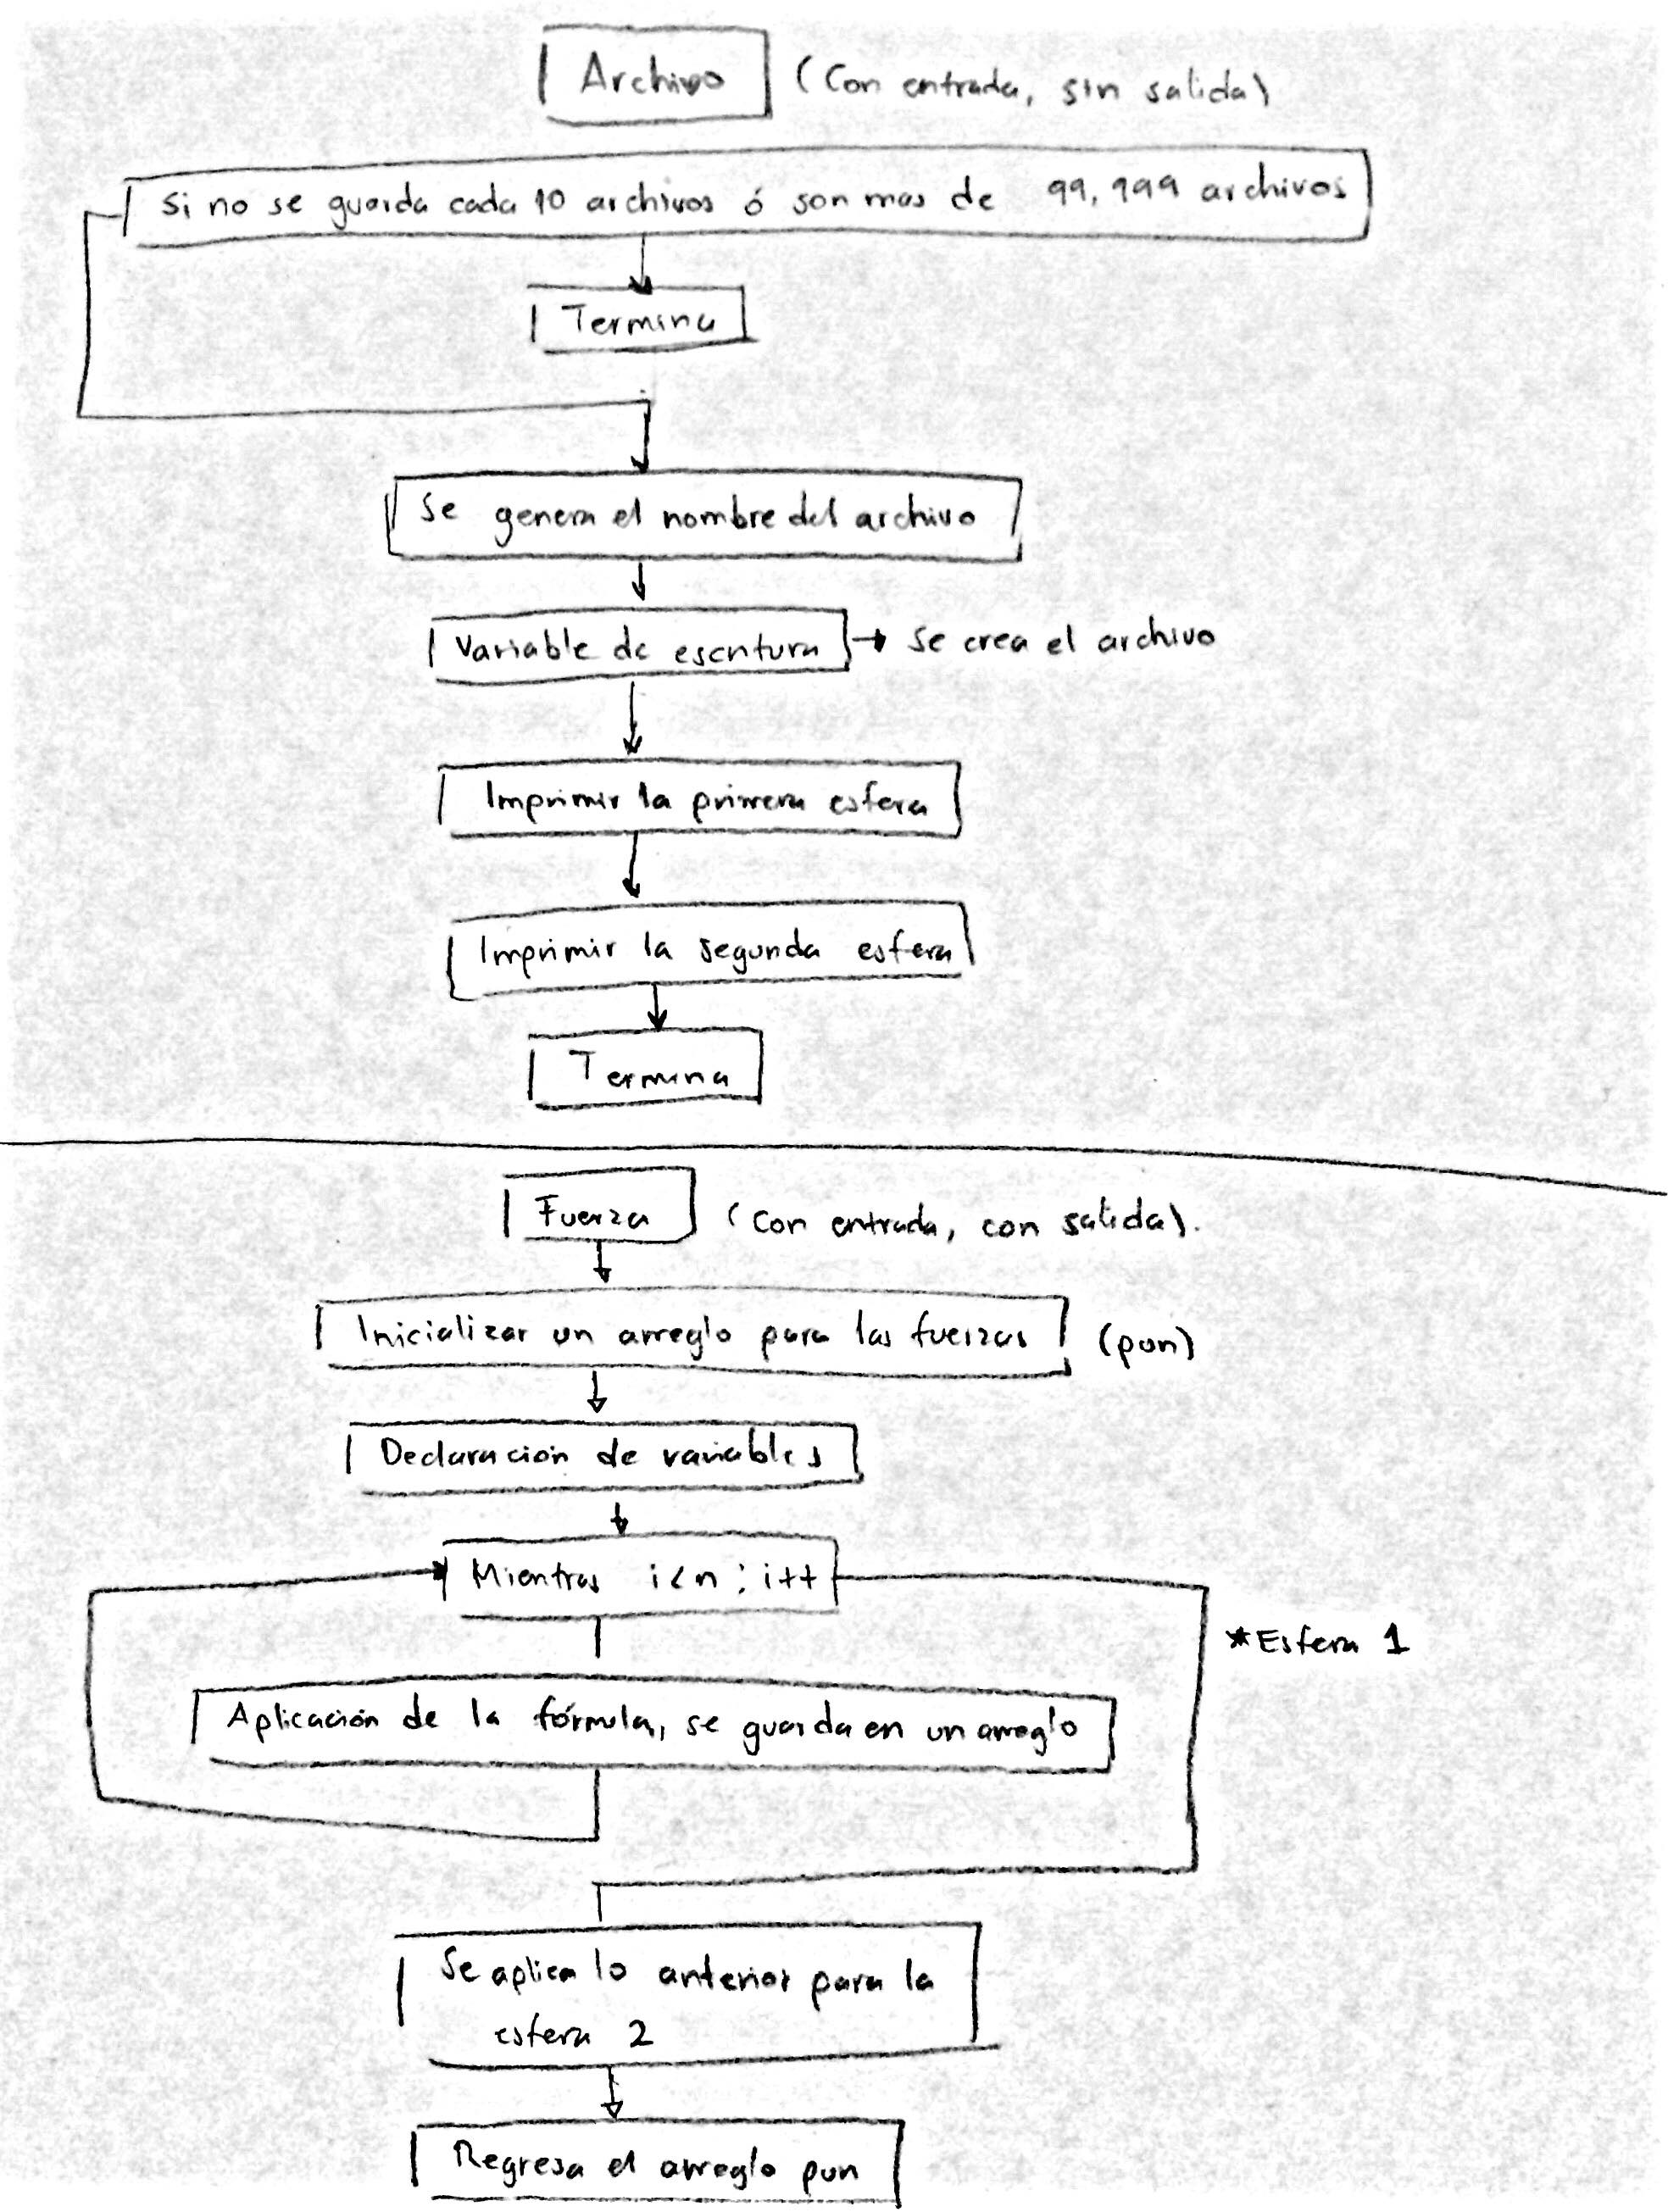 Archivo (Con entrada, sin salida)
Si no se guarda cada 10 archivos ó son mas de 99,999 archivos
Termina
Se genera el nombre del archivo
Variable de escritura → Se crea el archivo
Imprimir la primera esfera
Imprimir la segunda esfera
Termina
Fuerza (Con entrada, con salida).
Inicializar un arreglo para las fuerzas (pun)
Declaración de variables
Mientras i<n; i++
*Esfera 1
Aplicación de la fórmula, se guarda en un arreglo
Se aplica lo anterior para la
esfera 2
Regresa el arreglo pun